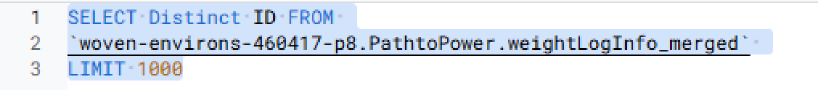 1 SELECT Distinct ID FROM
2 `woven-environs-460417-p8.PathtoPower.weightLogInfo_merged`
3 LIMIT 1000